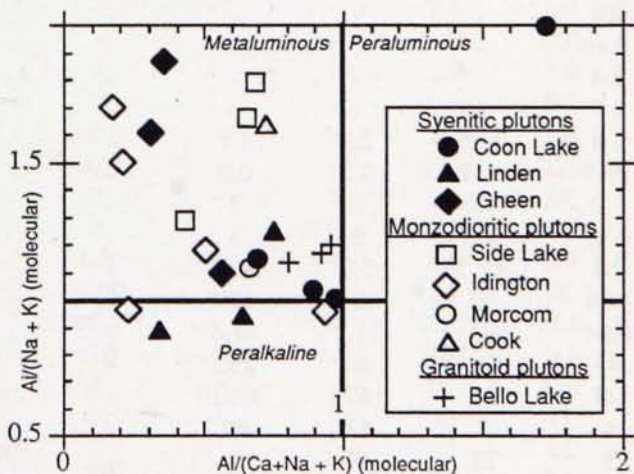 Metaluminous
Peraluminous
Syenitic plutons
Coon Lake
Linden
Gheen
Monzodioritic plutons
Side Lake
Idington
Morcom
Cook
Granitoid plutons
Bello Lake
Peralkaline
1.5
0.5
0
1
2
Al/(Na + K) (molecular)
Al/(Ca+Na + K) (molecular)